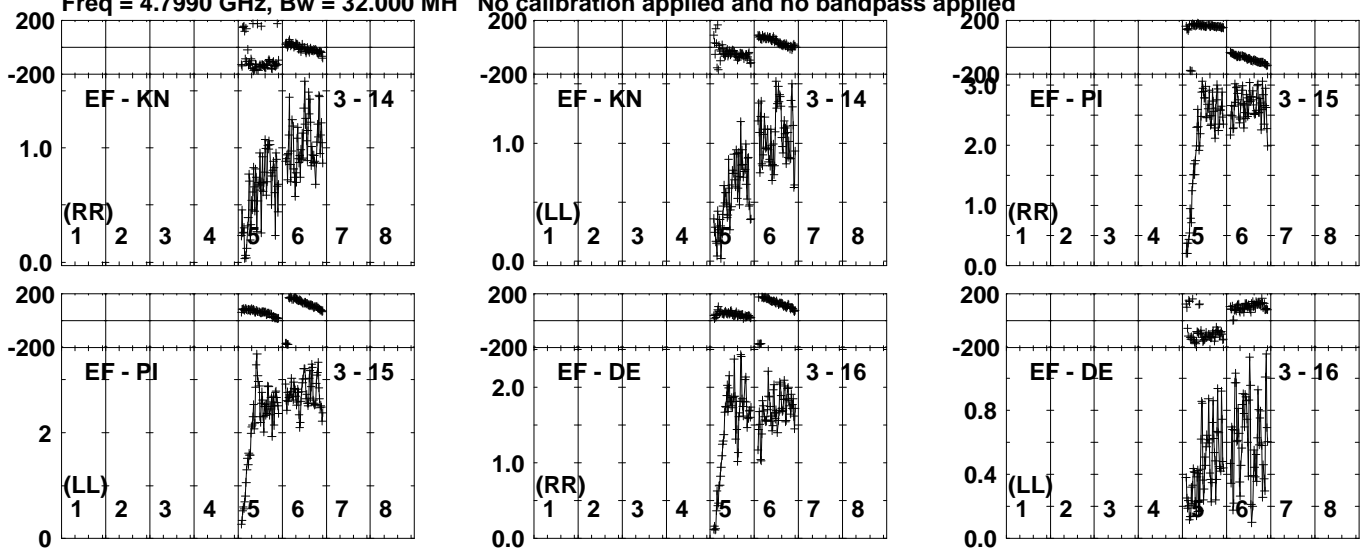 Freq = 4.7990 GHz, Bw = 32.000 MH No calibration applied and no bandpass applied
200 200 200
-200 -200 -200
EF - KN 3 - 14 EF - KN 3 - 14 3.0 EF - PI 3 - 15
1.0 1.0 2.0
1.0
(RR) (LL) (RR)
1 2 3 4 5 6 7 8 1 2 3 4 5 6 7 8 1 2 3 4 5 6 7 8
0.0 0.0 0.0
200 200 200
-200 -200 -200
EF - PI 3 - 15 EF - DE 3 - 16 EF - DE 3 - 16
2.0 0.8
2 1.0 0.4
(LL) (RR) (LL)
1 2 3 4 5 6 7 8 1 2 3 4 5 6 7 8 1 2 3 4 5 6 7 8
0 0.0 0.0